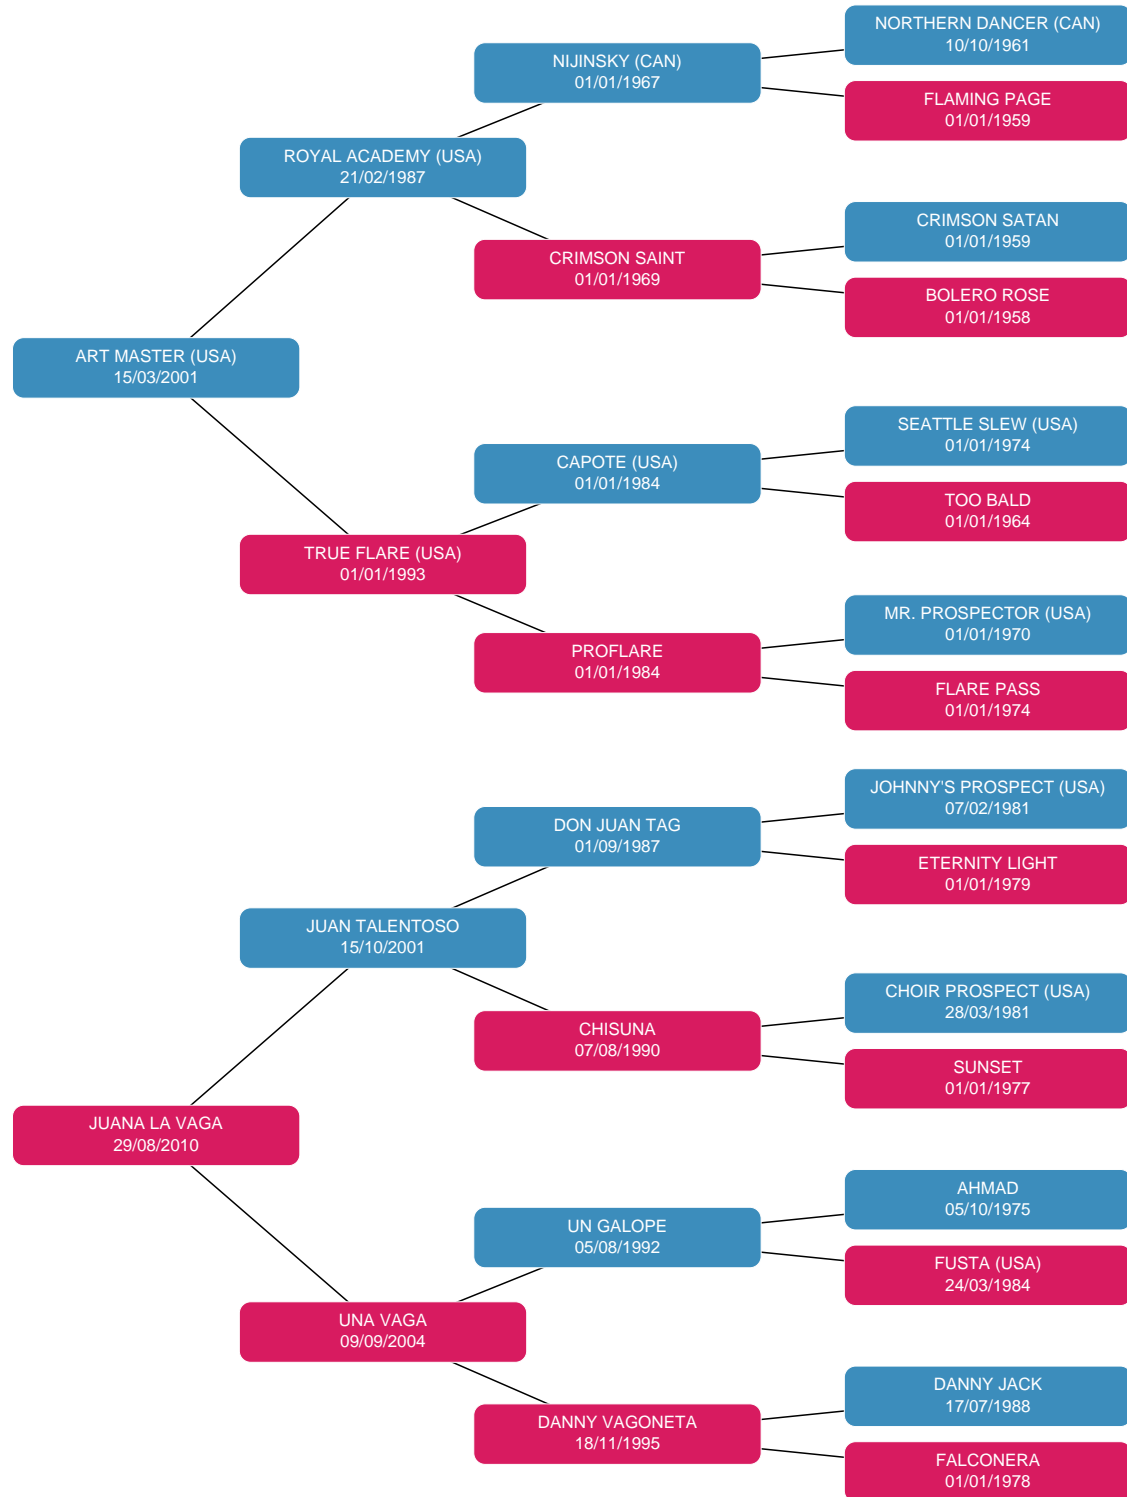 NORTHERN DANCER (CAN)
10/10/1961
NIJINSKY (CAN)
01/01/1967
FLAMING PAGE
01/01/1959
ROYAL ACADEMY (USA)
21/02/1987
CRIMSON SATAN
01/01/1959
CRIMSON SAINT
01/01/1969
BOLERO ROSE
01/01/1958
ART MASTER (USA)
15/03/2001
SEATTLE SLEW (USA)
01/01/1974
CAPOTE (USA)
01/01/1984
TOO BALD
01/01/1964
TRUE FLARE (USA)
01/01/1993
MR. PROSPECTOR (USA)
01/01/1970
PROFLARE
01/01/1984
FLARE PASS
01/01/1974
JOHNNY'S PROSPECT (USA)
07/02/1981
DON JUAN TAG
01/09/1987
ETERNITY LIGHT
01/01/1979
JUAN TALENTOSO
15/10/2001
CHOIR PROSPECT (USA)
28/03/1981
CHISUNA
07/08/1990
SUNSET
01/01/1977
JUANA LA VAGA
29/08/2010
AHMAD
05/10/1975
UN GALOPE
05/08/1992
FUSTA (USA)
24/03/1984
UNA VAGA
09/09/2004
DANNY JACK
17/07/1988
DANNY VAGONETA
18/11/1995
FALCONERA
01/01/1978